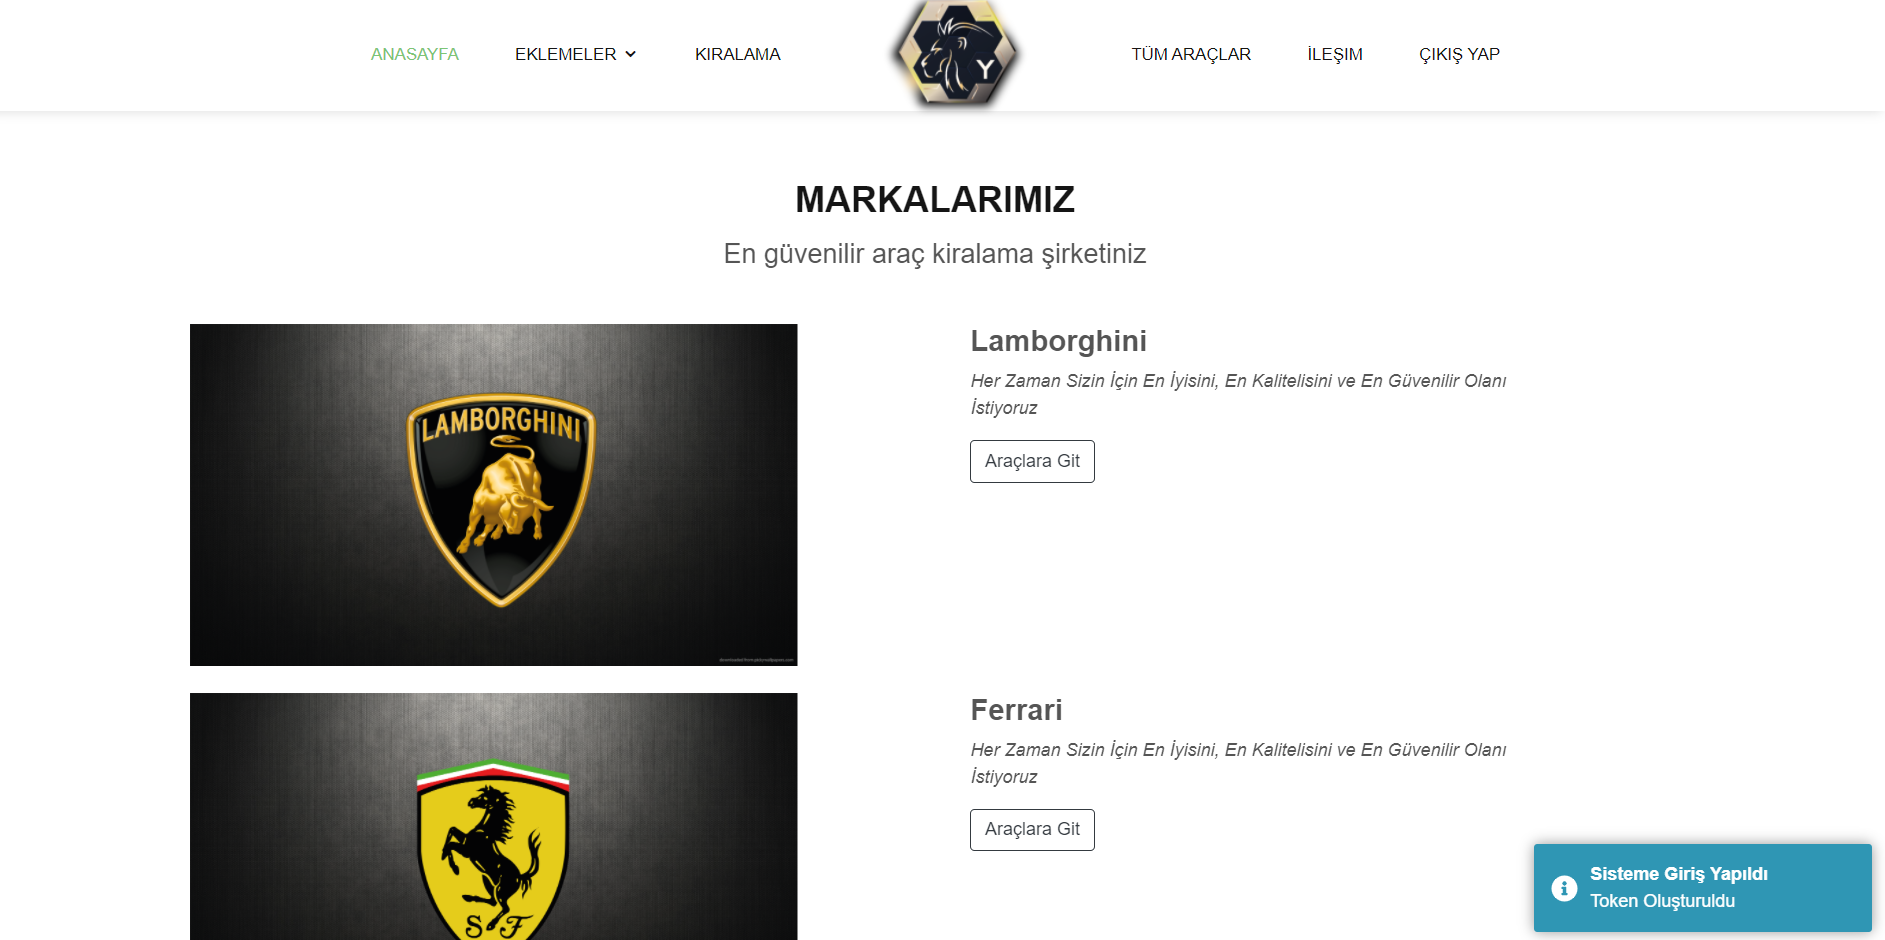 ANASAYFA
EKLEMELER
KIRALAMA
Y
TÜM ARAÇLAR
İLEŞIM
ÇIKIŞ YAP
MARKALARIMIZ
En güvenilir araç kiralama şirketiniz
LAMBORGHINI
Lamborghini
Her Zaman Sizin İçin En İyisini, En Kalitelisini ve En Güvenilir Olanı
İstiyoruz
Araçlara Git
S F
Ferrari
Her Zaman Sizin İçin En İyisini, En Kalitelisini ve En Güvenilir Olanı
İstiyoruz
Araçlara Git
Sisteme Giriş Yapıldı
Token Oluşturuldu